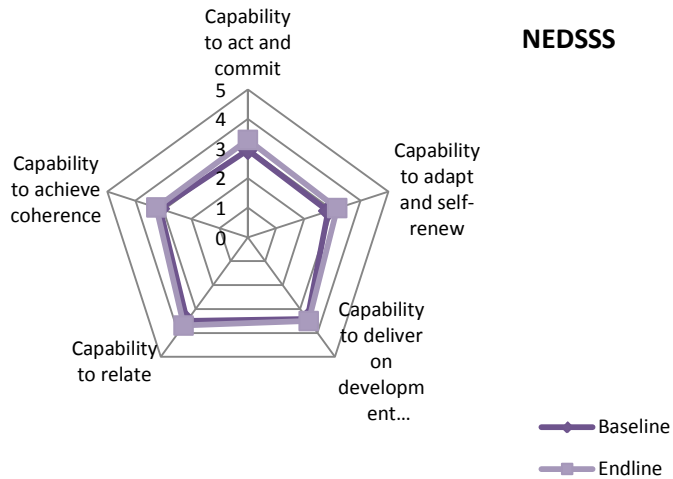 NEDSSS
Capability
to act and
commit
5
4
3
2
1
0
Capability
to adapt
and self-
renew
Capability
to deliver
on
developm
ent...
Capability
to relate
Capability
to achieve
coherence
Baseline
Endline